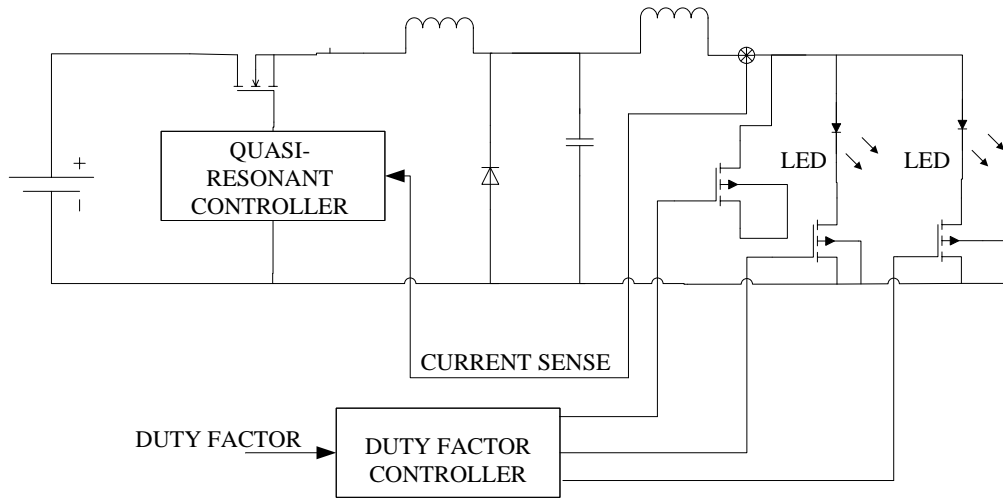 QUASI-
RESONANT
CONTROLLER
+
-
LED
LED
CURRENT SENSE
DUTY FACTOR
DUTY FACTOR
CONTROLLER